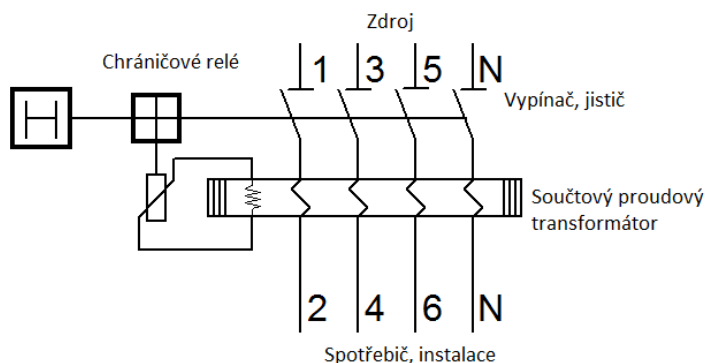 Zdroj
Chráničové relé
1 3 5 N
Vypínač, jistič
Součtový proudový
transformátor
2 4 6 N
Spotřebič, instalace